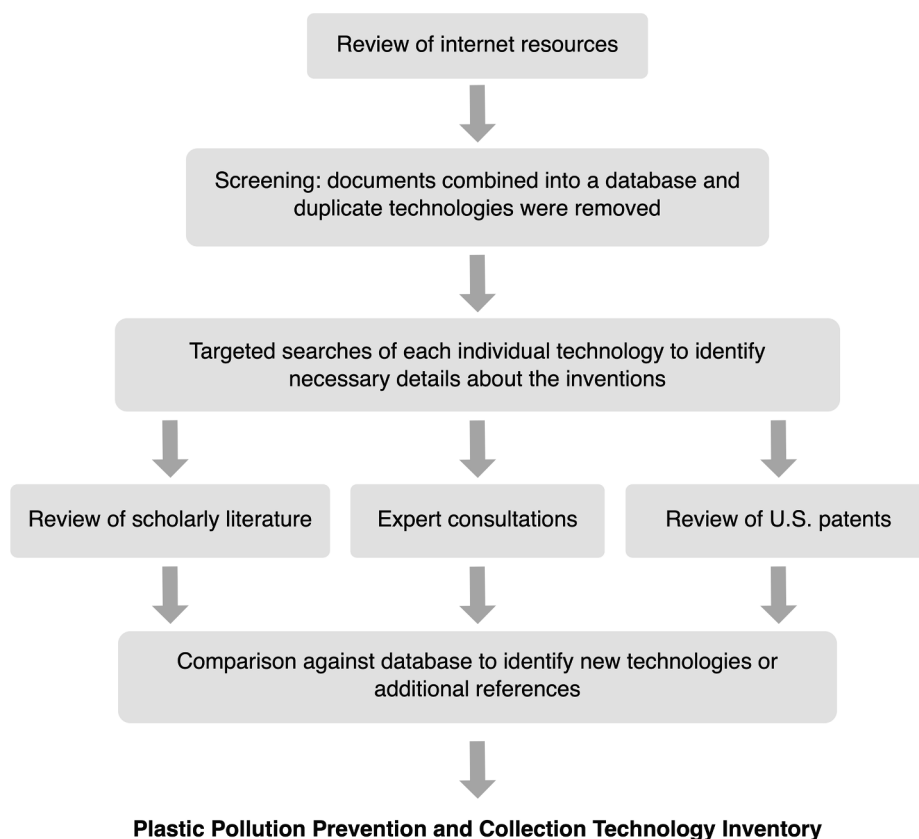 Review of internet resources
Screening: documents combined into a database and
duplicate technologies were removed
Targeted searches of each individual technology to identify
necessary details about the inventions
Review of scholarly literature
Expert consultations
Review of U.S. patents
Comparison against database to identify new technologies or
additional references
Plastic Pollution Prevention and Collection Technology Inventory